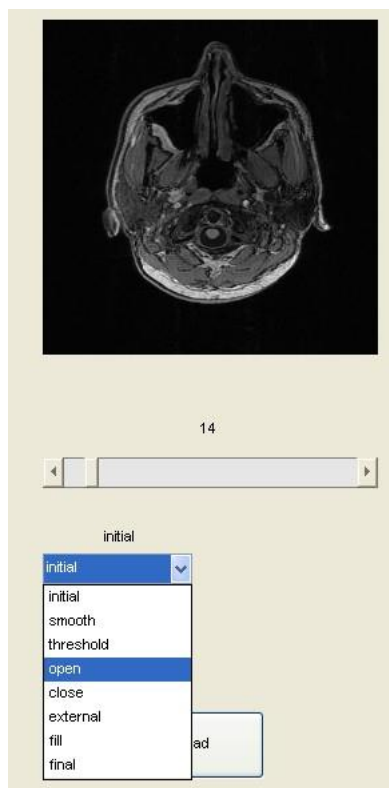 14
initial
initial
initial
smooth
threshold
open
close
external
fill
ad
final